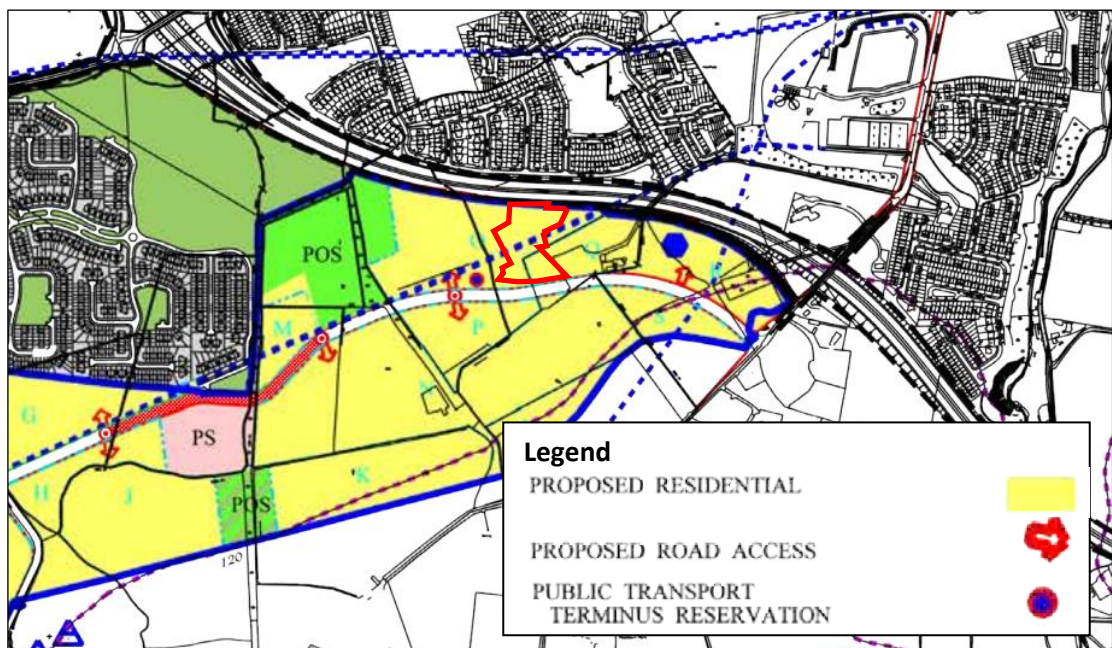 POS
O
Q
M
P
S
G
PS
K
H
J
POS
120
Legend
PROPOSED RESIDENTIAL
PROPOSED ROAD ACCESS
PUBLIC TRANSPORT
TERMINUS RESERVATION